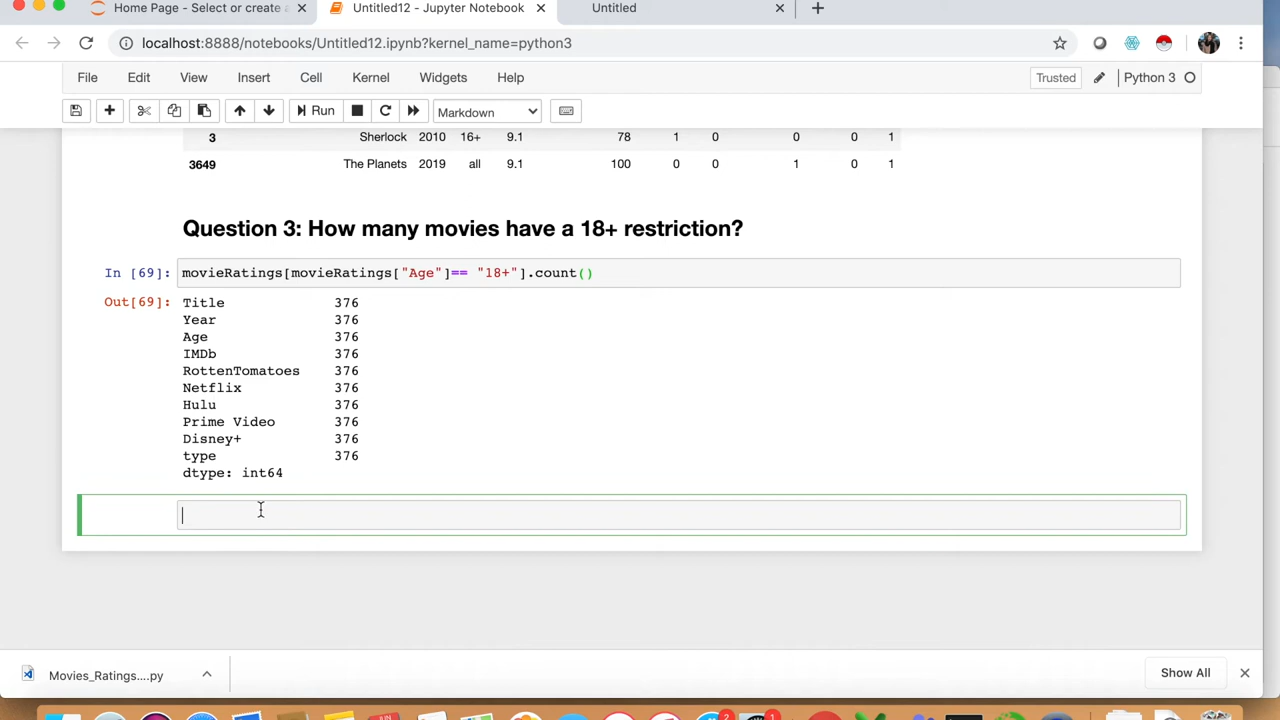 Home Page - Select or create a
Untitled12 - Jupyter Notebook
Untitled
localhost:8888/notebooks/Untitled12.ipynb?kernel_name=python3
File Edit View Insert Cell Kernel Widgets Help
Trusted
Python 3
Run
Markdown
3 Sherlock 2010 16+ 9.1 78 1 0 0 0 1
3649 The Planets 2019 all 9.1 100 0 0 1 0 1
Question 3: How many movies have a 18+ restriction?
In [69]: movieRatings[movieRatings["Age"]== "18+"].count()
Out[69]: Title 376
Year 376
Age 376
IMDb 376
RottenTomatoes 376
Netflix 376
Hulu 376
Prime Video 376
Disney+ 376
type 376
dtype: int64
Movies_Ratings....py
Show All
JUN
2
1